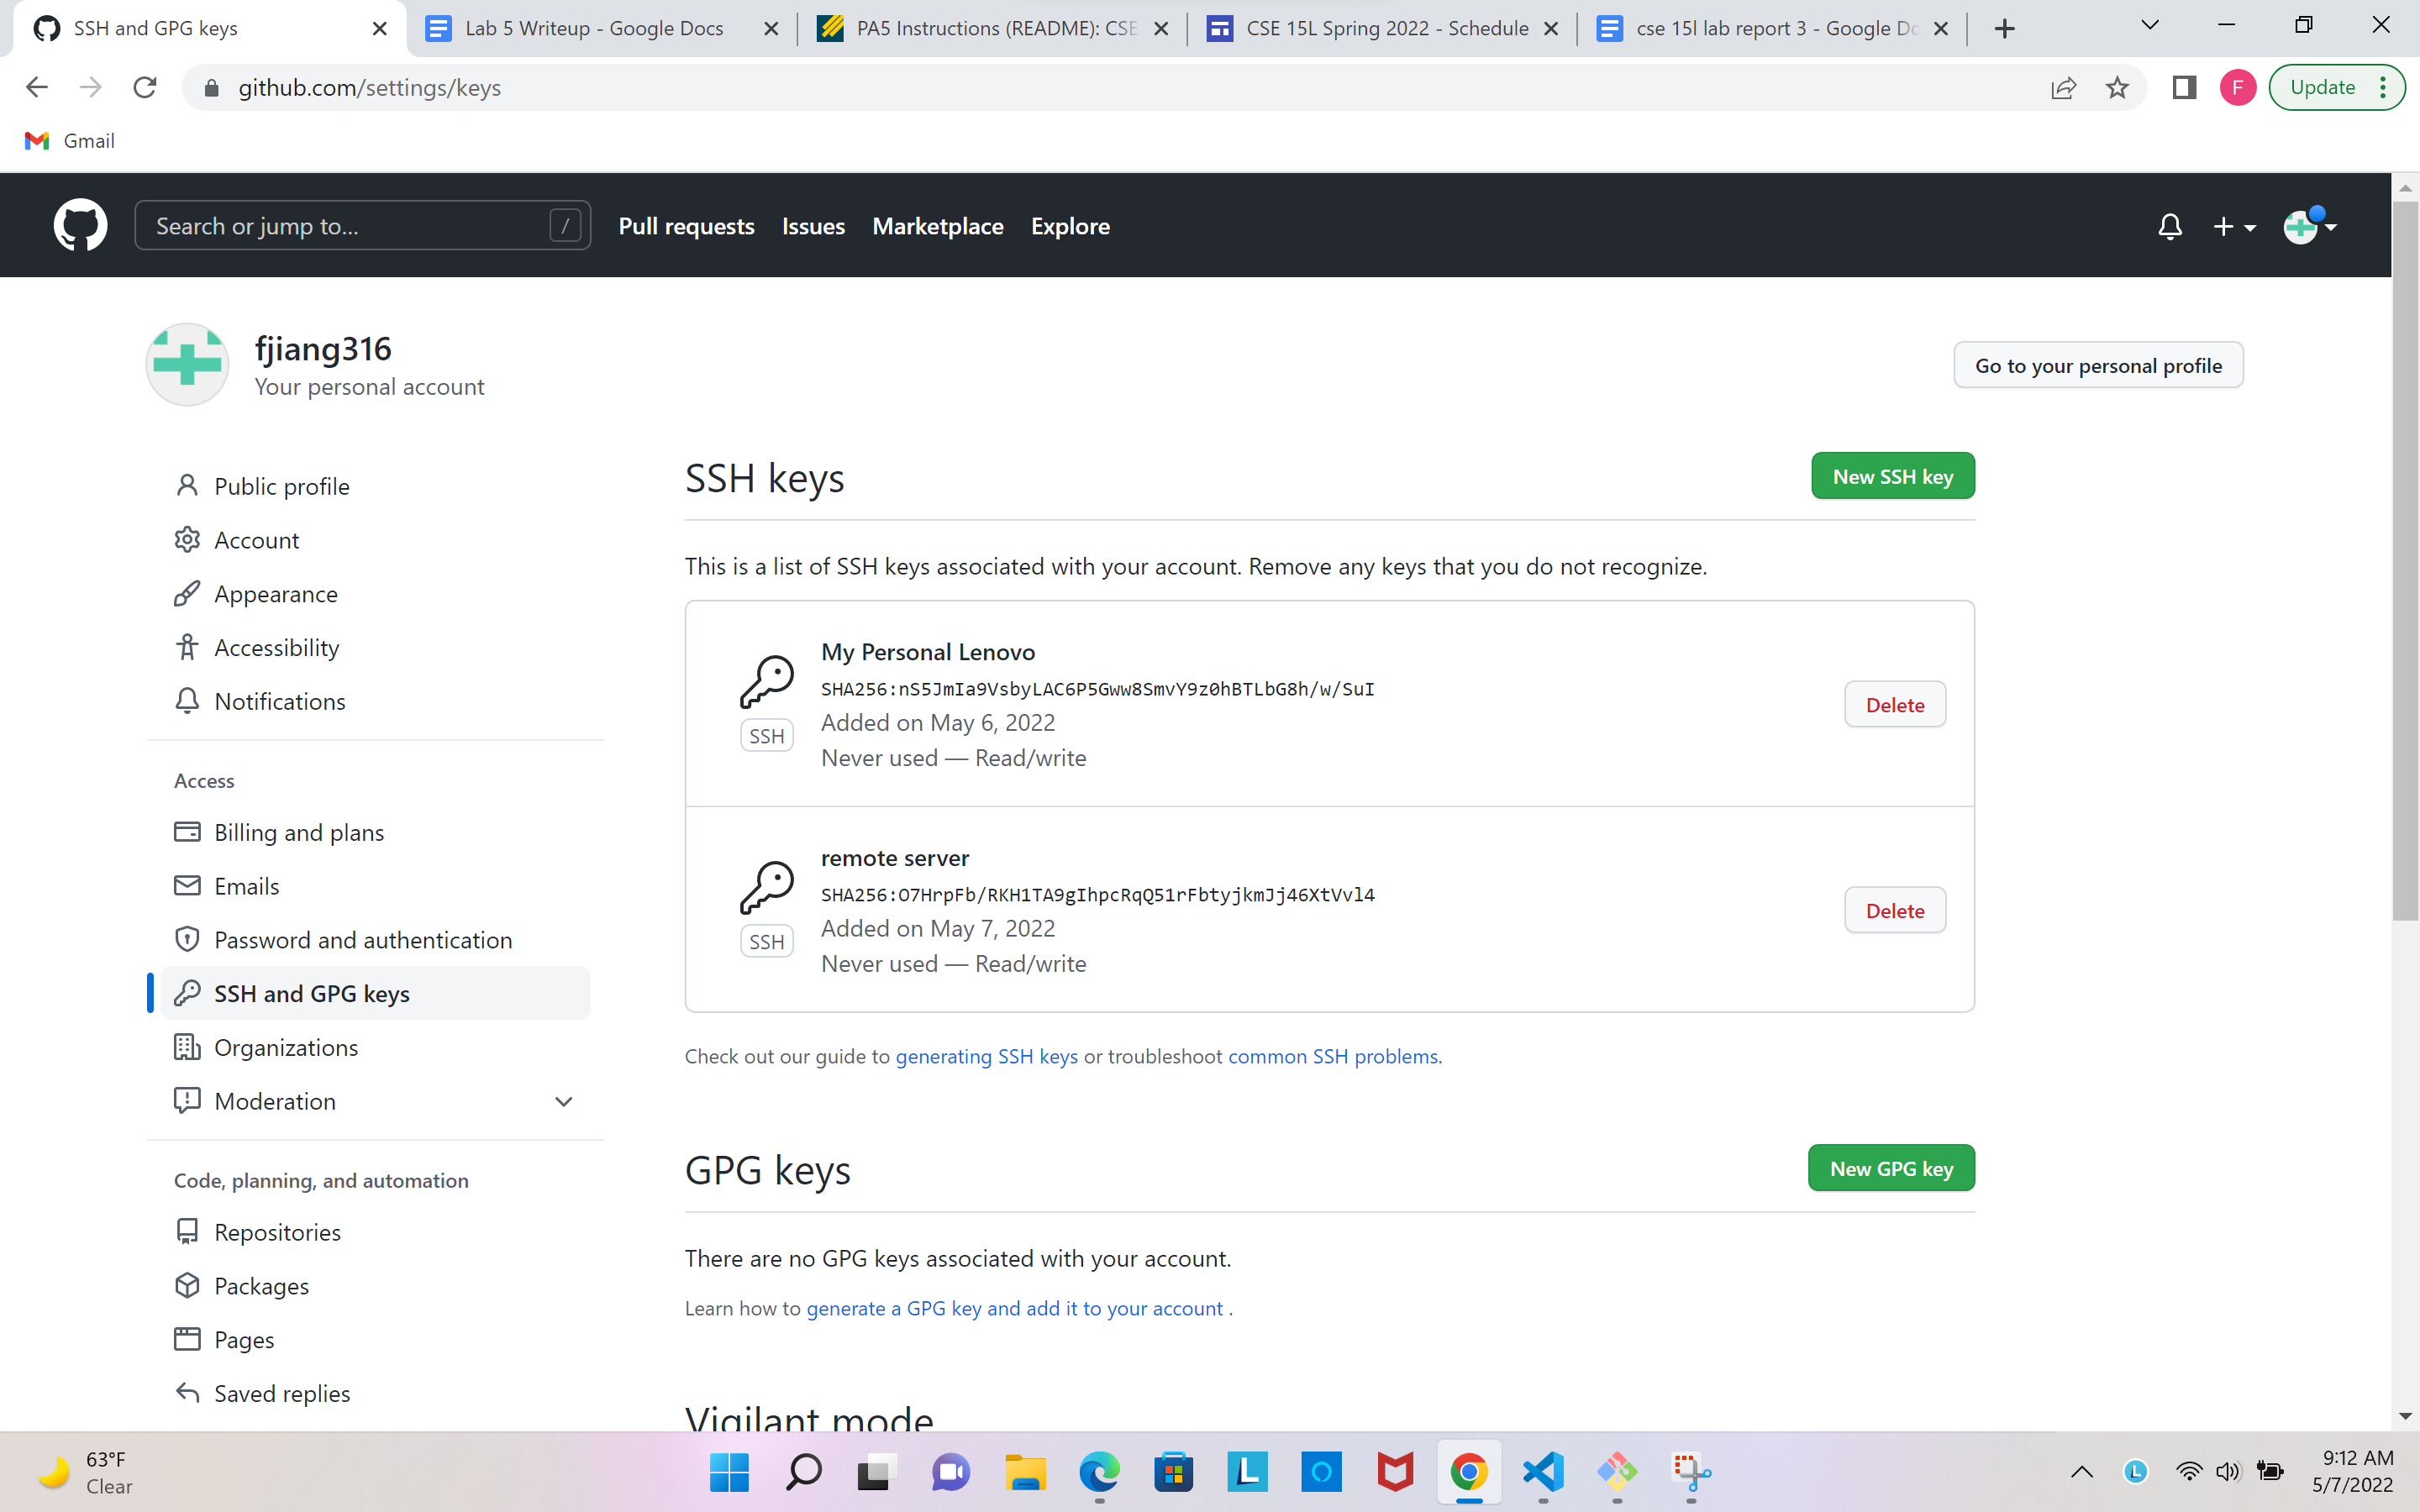 SSH and GPG keys
Lab 5 Writeup - Google Docs
PA5 Instructions (README): CSE
CSE 15L Spring 2022 - Schedule
cse 15l lab report 3 - Google Do
github.com/settings/keys
F
Update
Gmail
Search or jump to...
/
Pull requests
Issues
Marketplace
Explore
fjiang316
Your personal account
Go to your personal profile
Public profile
Account
Appearance
Accessibility
Notifications
Access
Billing and plans
Emails
Password and authentication
SSH and GPG keys
Organizations
Moderation
Code, planning, and automation
Repositories
Packages
Pages
Saved replies
SSH keys
New SSH key
This is a list of SSH keys associated with your account. Remove any keys that you do not recognize.
My Personal Lenovo
SHA256:nS5JmIa9VsbyLAC6P5Gww8SmvY9z0hBTLbG8h/w/SuI
Added on May 6, 2022
SSH
Never used — Read/write
Delete
remote server
SHA256:O7HrpFb/RKH1TA9gIhpcRqQ51rFbtyjkmJj46XtVvl4
Added on May 7, 2022
SSH
Never used — Read/write
Delete
Check out our guide to generating SSH keys or troubleshoot common SSH problems.
GPG keys
New GPG key
There are no GPG keys associated with your account.
Learn how to generate a GPG key and add it to your account .
Vigilant mode
63°F
Clear
L
L
9:12 AM
5/7/2022